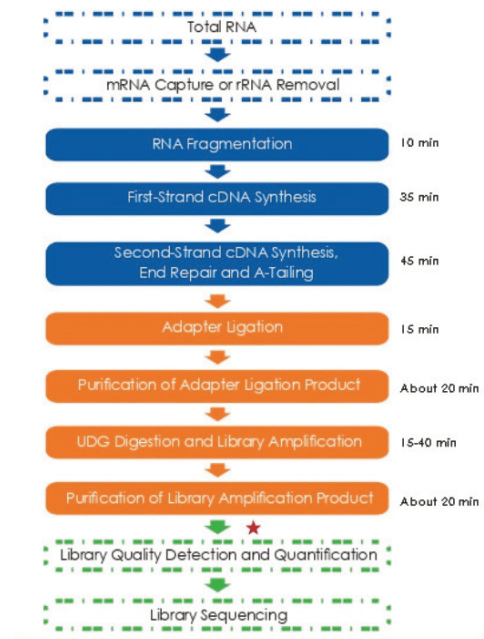 Total RNA
mRNA Capture or rRNA Removal
RNA Fragmentation
10 min
First-Strand cDNA Synthesis
35 min
Second-Strand cDNA Synthesis,
End Repair and A-Tailing
45 min
Adapter Ligation
15 min
Purification of Adapter Ligation Product
About 20 min
UDG Digestion and Library Amplification
15-40 min
Purification of Library Amplification Product
About 20 min
Library Quality Detection and Quantification
Library Sequencing